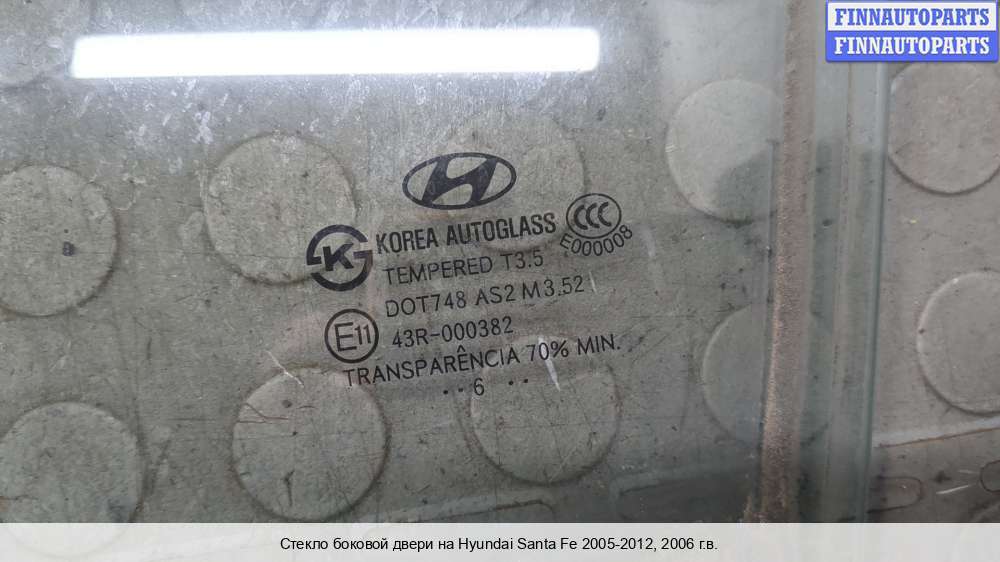 FINNAUTOPARTS
FINNAUTOPARTS
KOREA AUTOGLASS
CCC
E000008
K
TEMPERED T3.5
DOT748 AS2 M3.52
E11
43R-000382
TRANSPARÊNCIA 70% MIN.
. . 6 . .
Стекло боковой двери на Hyundai Santa Fe 2005-2012, 2006 г.в.